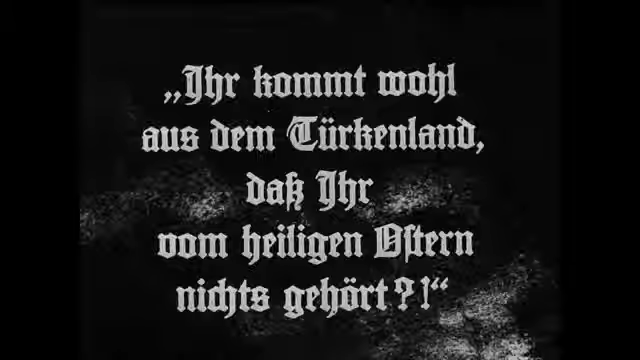 „Ihr kommt wohl
aus dem Türkenland,
daß Ihr
vom heiligen Oſtern
nichts gehört?!“